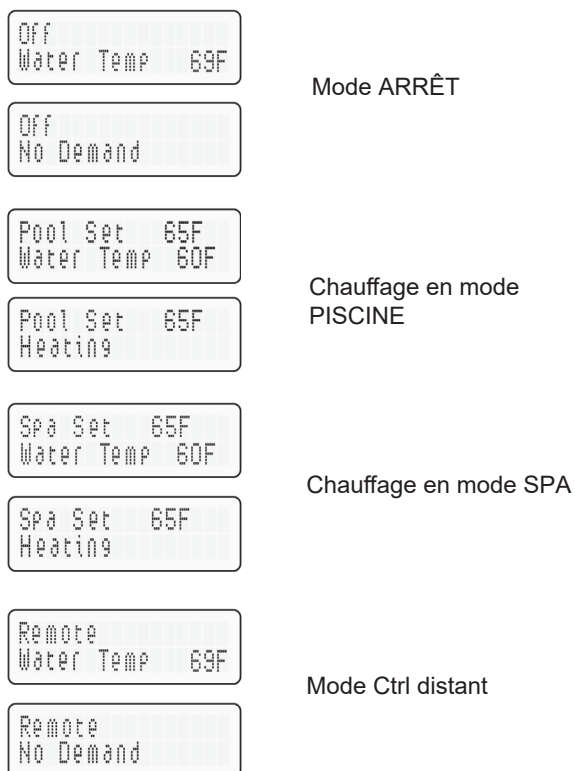 Off
Water Temp 69F
Mode ARRÊT
Off
No Demand
Pool Set 65F
Water Temp 60F
Chauffage en mode
PISCINE
Pool Set 65F
Heating
Spa Set 65F
Water Temp 60F
Chauffage en mode SPA
Spa Set 65F
Heating
Remote
Water Temp 69F
Mode Ctrl distant
Remote
No Demand